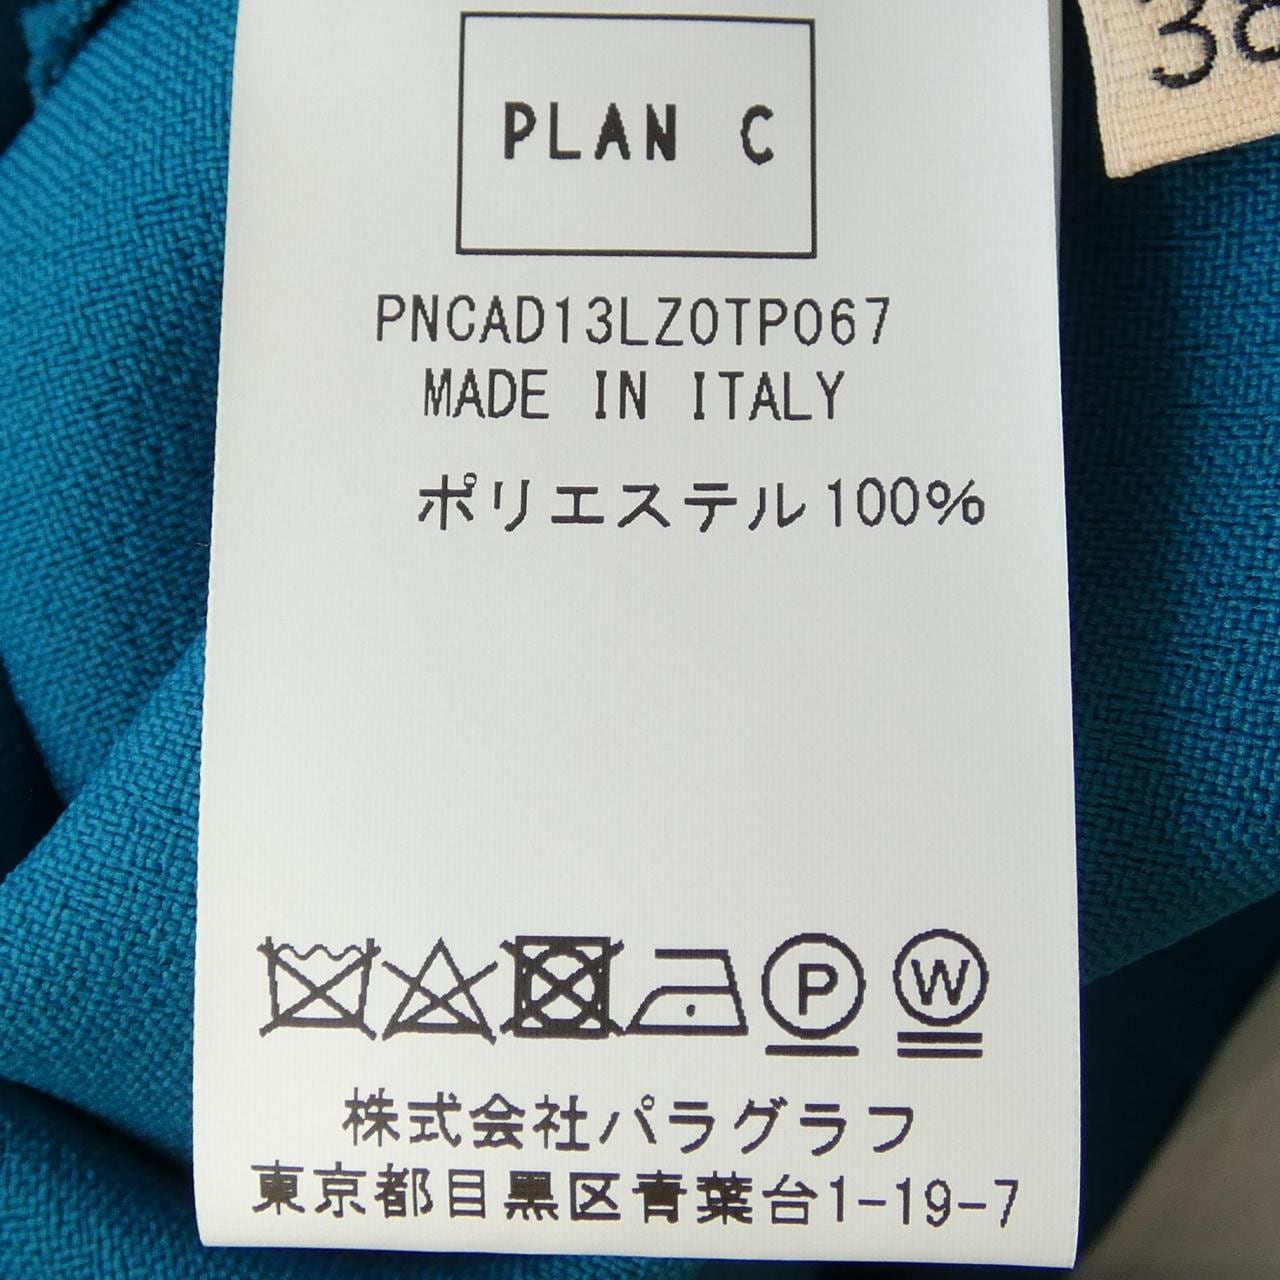 38
PLAN C
PNCAD13LZ0TP067
MADE IN ITALY
ポリエステル100%
P
W
株式会社パラグラフ
東京都目黒区青葉台1-19-7